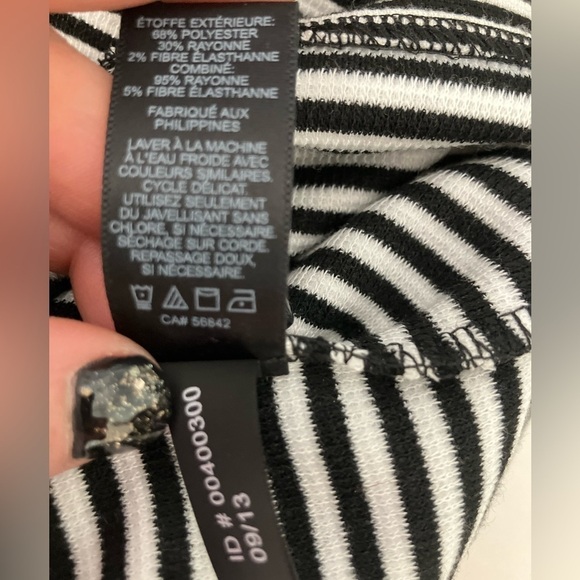 ÉTOFFE EXTÉRIEURE:
68% POLYESTER
30% RAYONNE
2% FIBRE ÉLASTHANNE
COMBINÉ:
95% RAYONNE
5% FIBRE ÉLASTHANNE
FABRIQUÉ AUX
PHILIPPINES
LAVER À LA MACHINE
À L'EAU FROIDE AVEC
COULEURS SIMILAIRES.
CYCLE DÉLICAT.
UTILISEZ SEULEMENT
DU JAVELLISANT SANS
CHLORE, SI NÉCESSAIRE.
SÉCHAGE SUR CORDE.
REPASSAGE DOUX,
SI NÉCESSAIRE.
CA# 56842
ID # 00400300
09/13